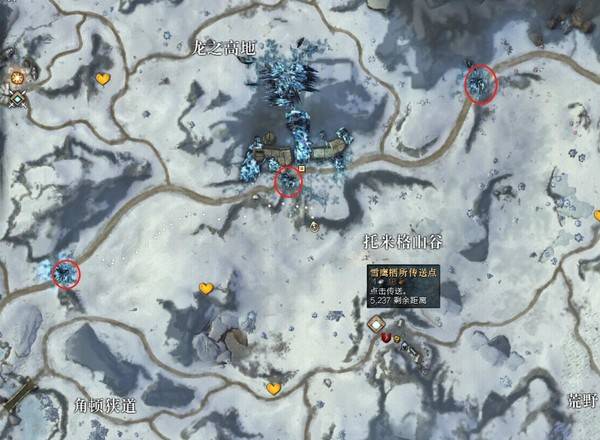 龙之高地
托米格山谷
雪鹰栖所传送点
点击传送。
5,237 剩余距离
角顿狭道
荒野